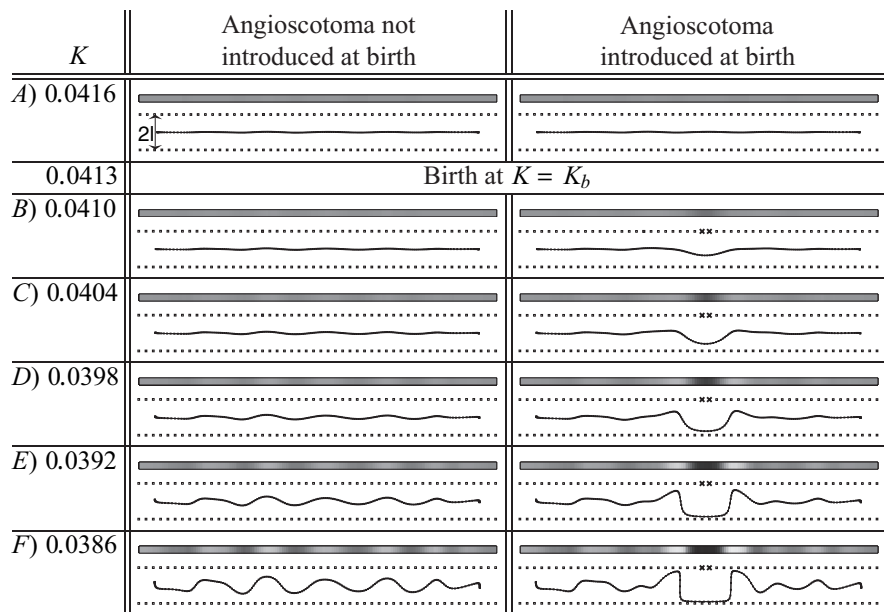 K
Angioscotoma not
introduced at birth
Angioscotoma
introduced at birth
A) 0.0416
2l
0.0413
Birth at K = K_b
B) 0.0410
C) 0.0404
D) 0.0398
E) 0.0392
F) 0.0386